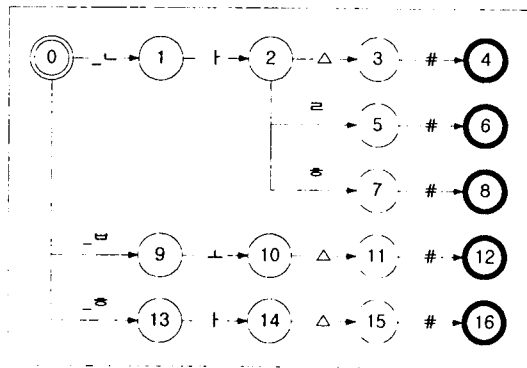 0 ㄴ 1 ㅏ 2 △ 3 # 4
ㄹ 5 # 6
ㅎ 7 # 8
ㅂ 9 ㅗ 10 △ 11 # 12
ㅎ 13 ㅏ 14 △ 15 # 16